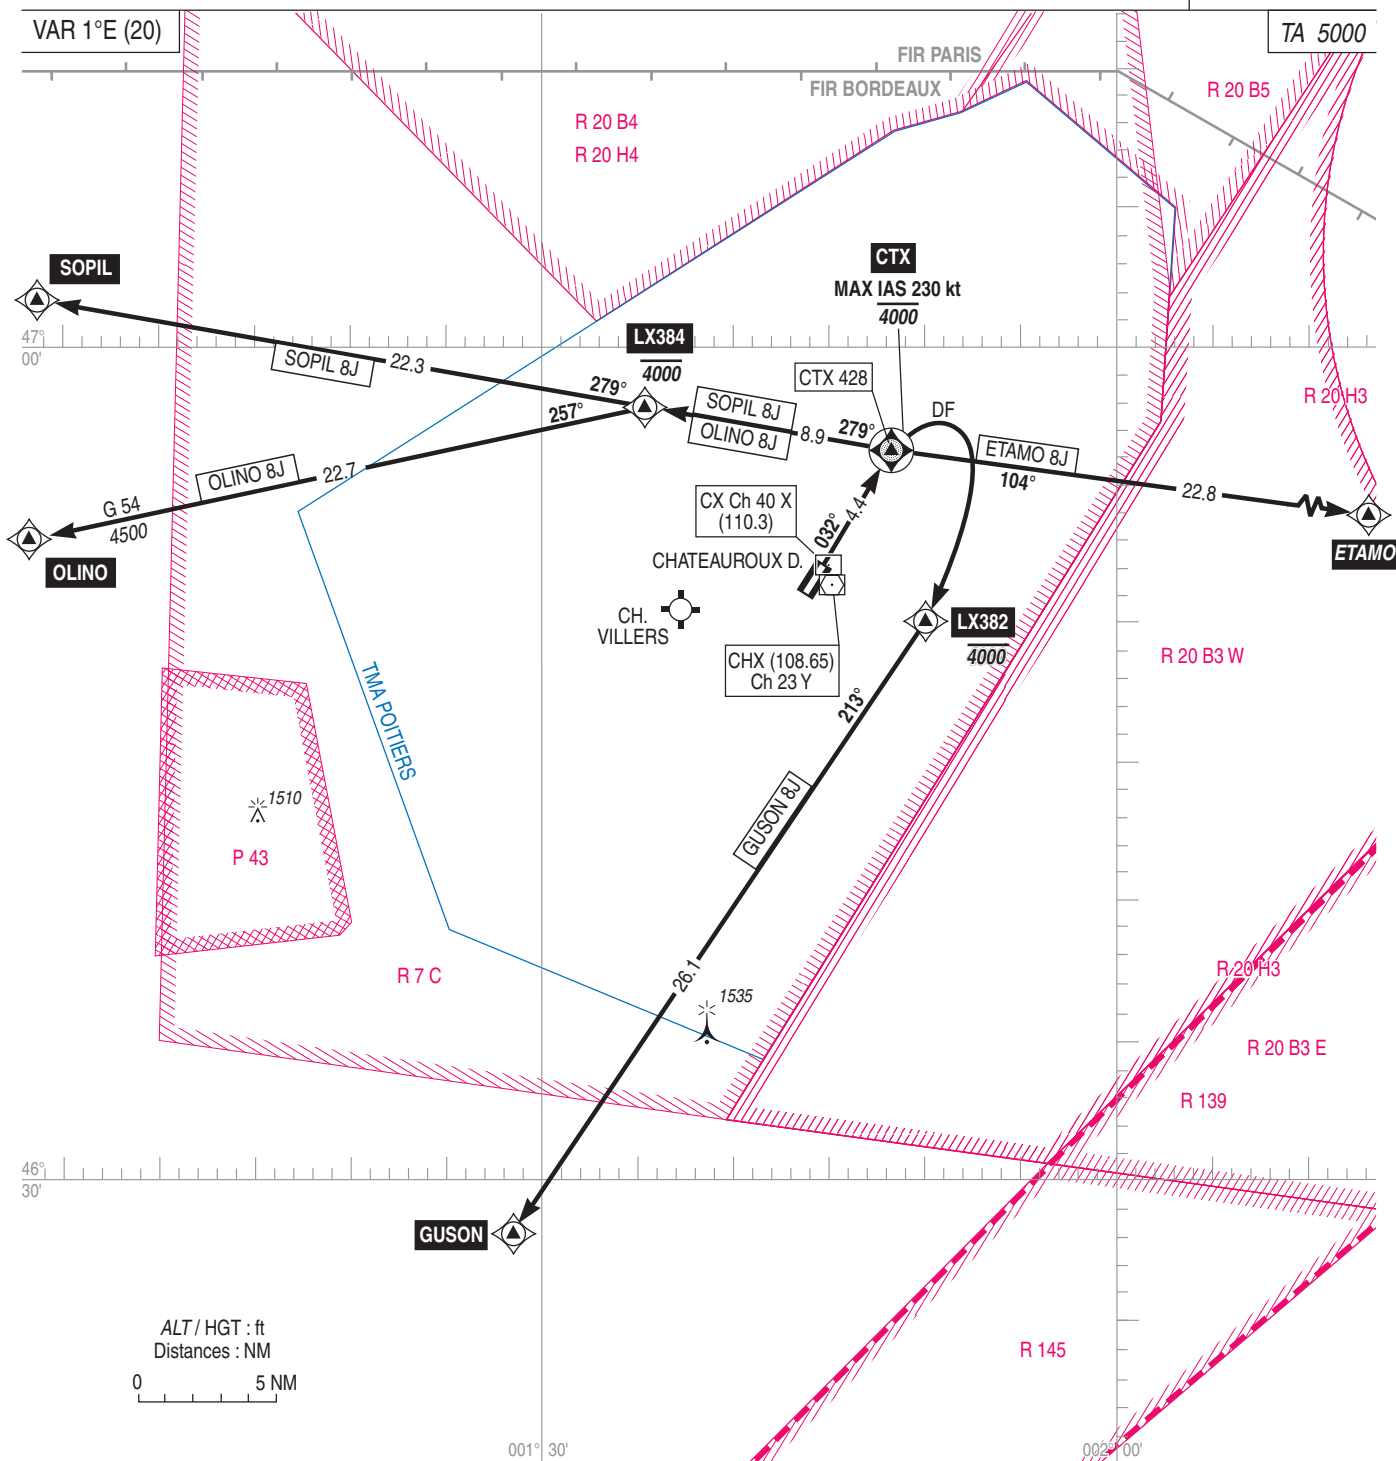 VAR 1°E (20)
TA 5000
FIR PARIS
FIR BORDEAUX
R 20 B5
R 20 B4
R 20 H4
SOPIL
CTX
MAX IAS 230 kt
4000
47°
00'
LX384
4000
SOPIL 8J
22.3
279°
257°
CTX 428
SOPIL 8J
OLINO 8J
8.9
279°
DF
R 20 H3
ETAMO 8J
104°
22.8
OLINO 8J
22.7
G 54
4500
CX Ch 40 X
(110.3)
032°
4.4
ETAMO
CHATEAUROUX D.
OLINO
CH.
VILLERS
LX382
4000
CHX (108.65)
Ch 23 Y
R 20 B3 W
TMA POITIERS
213°
GUSON 8J
1510
P 43
26.1
R 7 C
1535
R 20 H3
R 20 B3 E
R 139
46°
30'
GUSON
ALT / HGT : ft
Distances : NM
0
5 NM
R 145
001° 30'
002° 00'